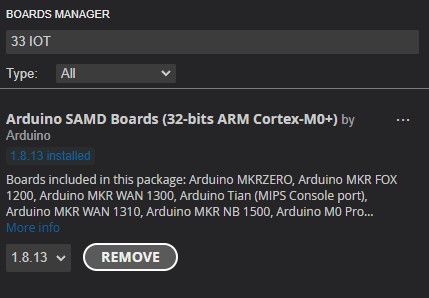 BOARDS MANAGER
33 IOT
Type: All
Arduino SAMD Boards (32-bits ARM Cortex-M0+) by
Arduino
1.8.13 installed
Boards included in this package: Arduino MKRZERO, Arduino MKR FOX
1200, Arduino MKR WAN 1300, Arduino Tian (MIPS Console port),
Arduino MKR WAN 1310, Arduino MKR NB 1500, Arduino M0 Pro...
More info
1.8.13 REMOVE